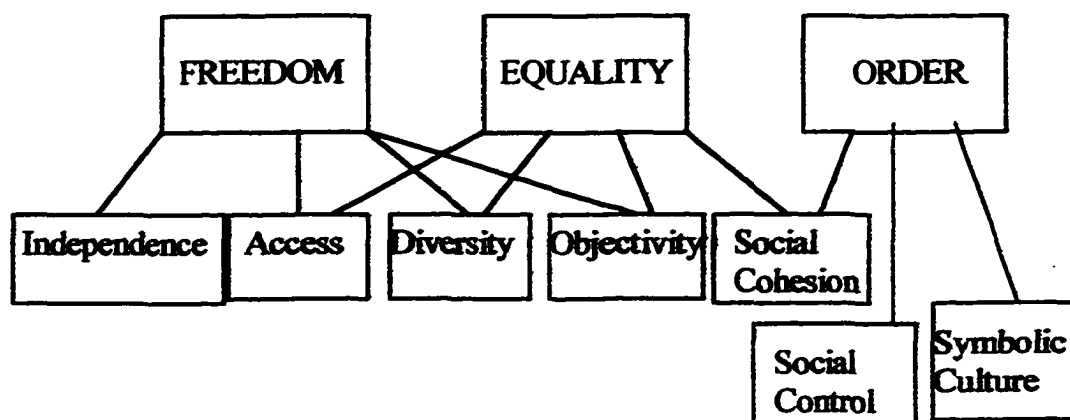 FREEDOM
EQUALITY
ORDER
Independence
Access
Diversity
Objectivity
Social
Cohesion
Social
Control
Symbolic
Culture